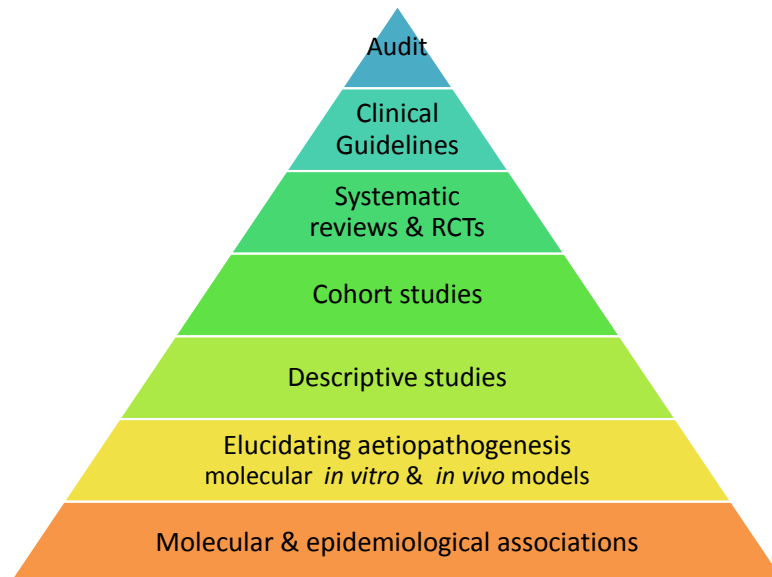 Audit
Clinical
Guidelines
Systematic
reviews & RCTs
Cohort studies
Descriptive studies
Elucidating aetiopathogenesis
molecular in vitro & in vivo models
Molecular & epidemiological associations